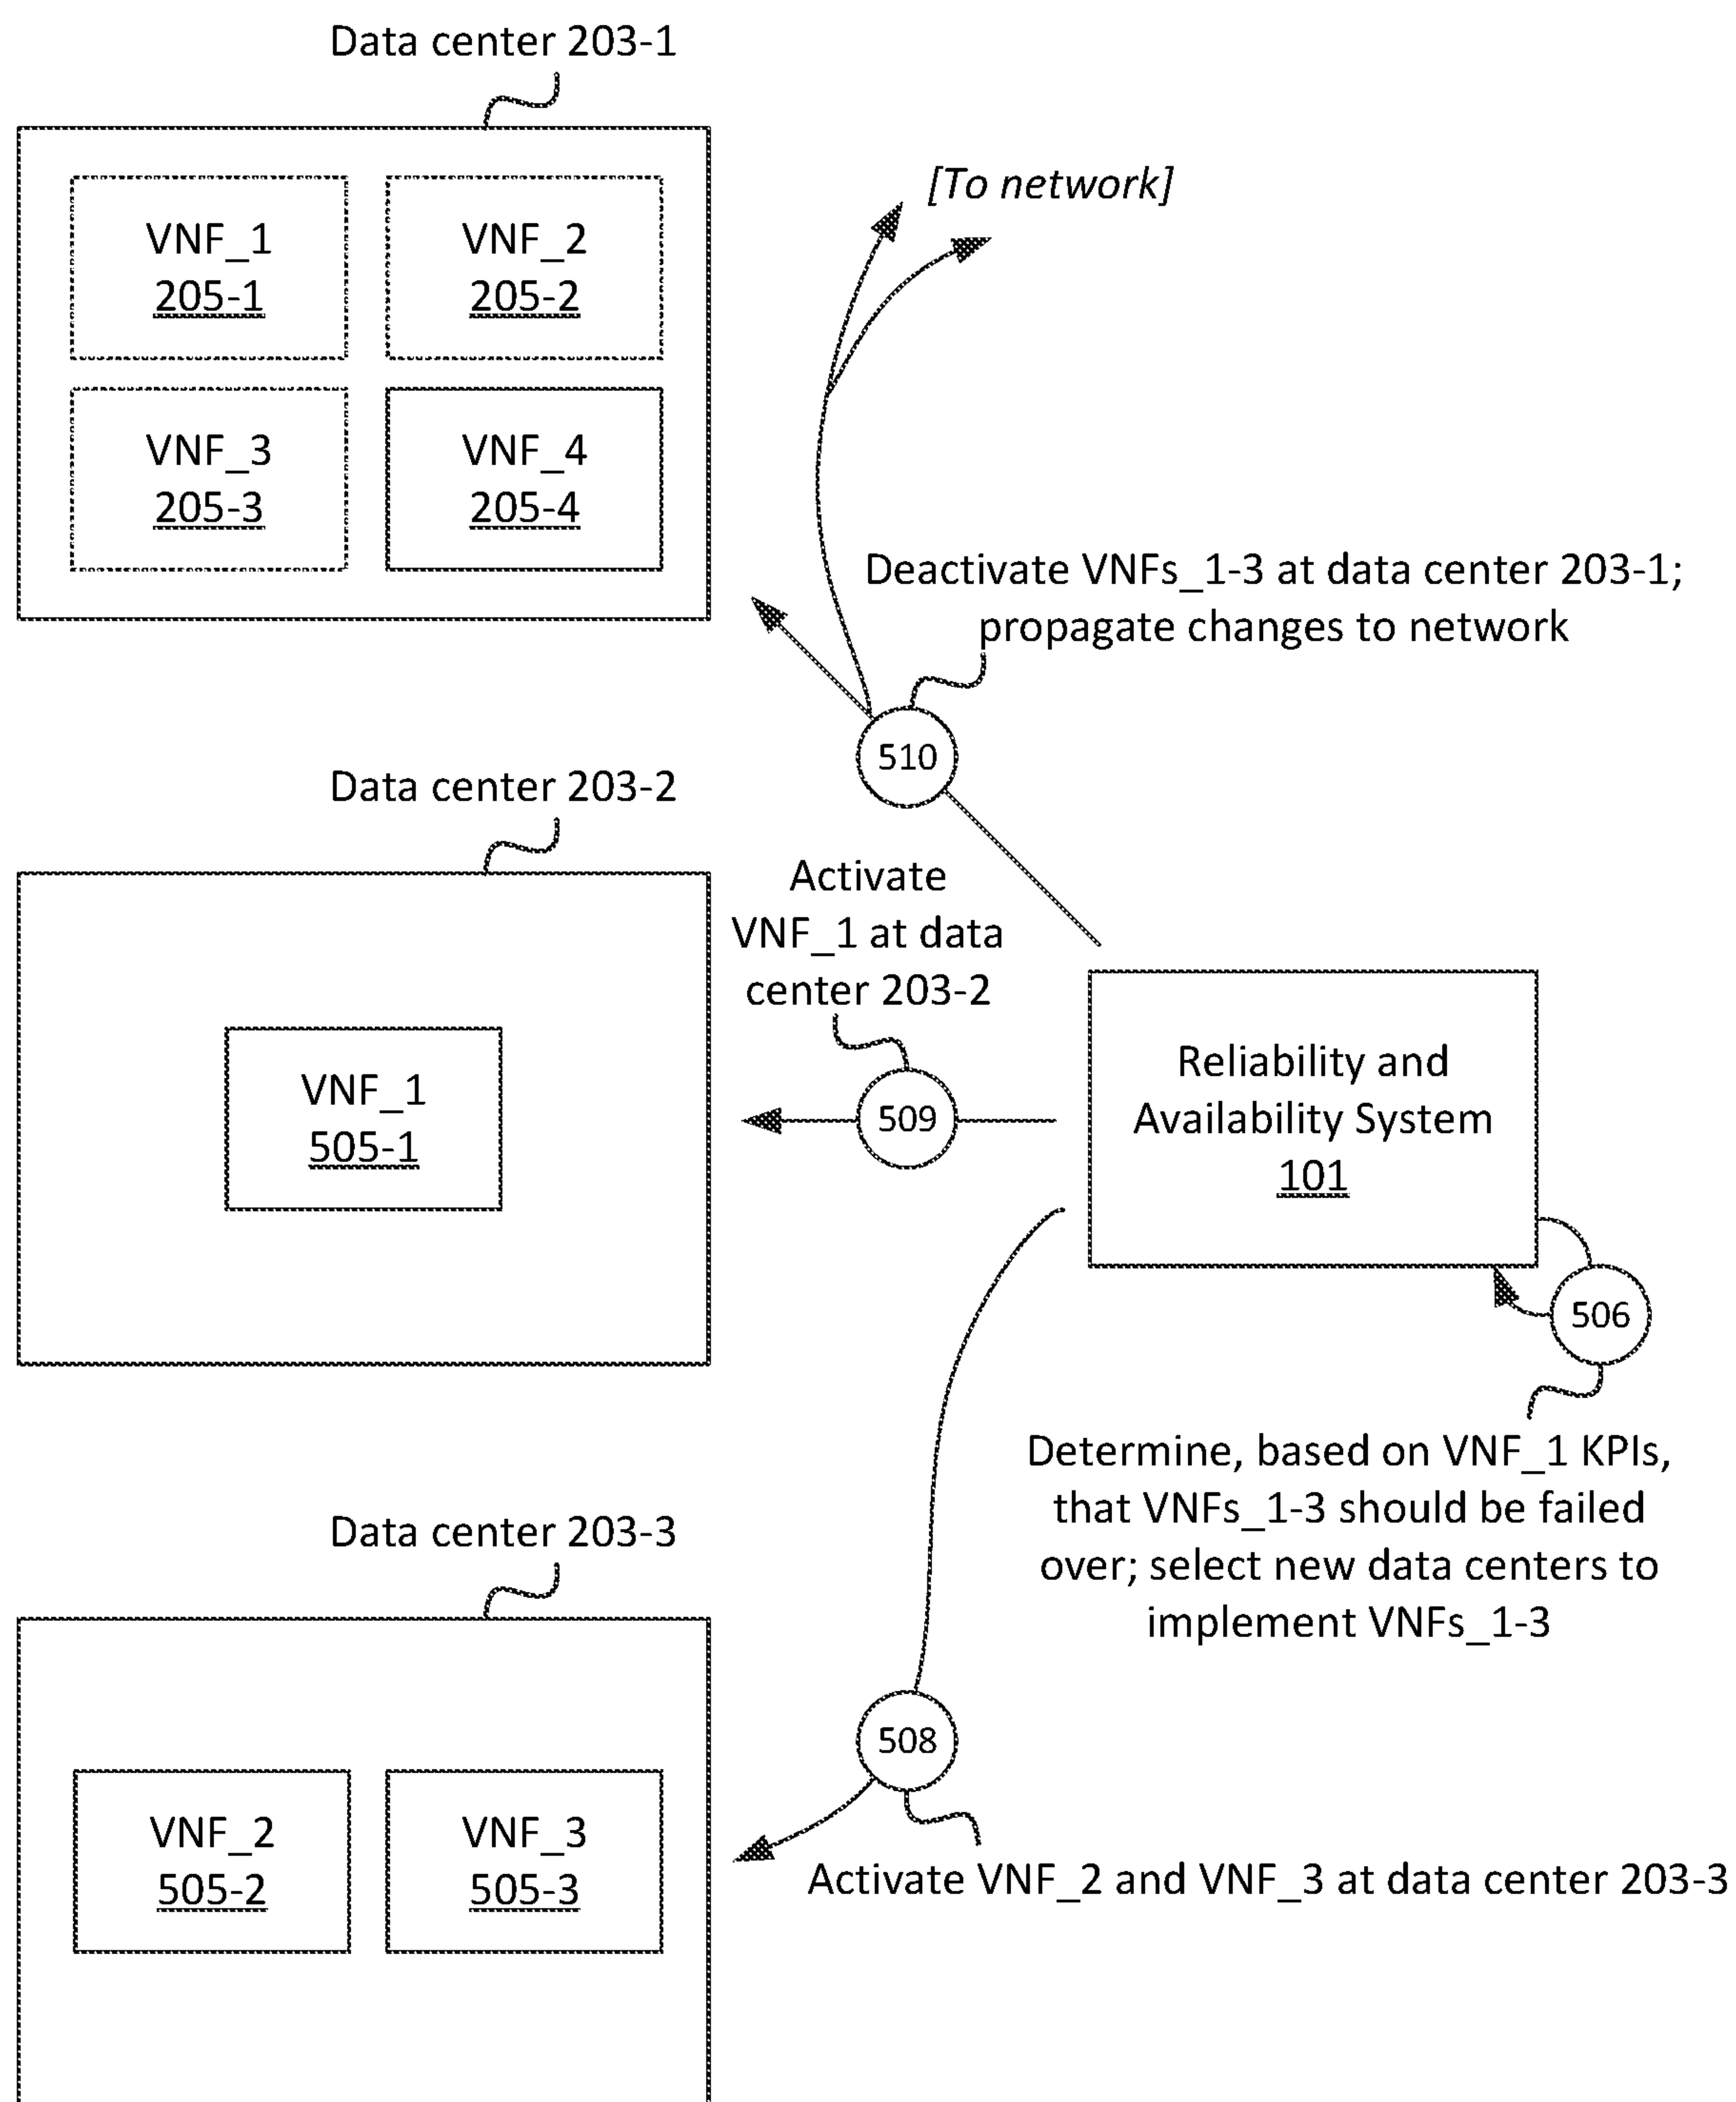 Data center 203-1
VNF_1
205-1
VNF_2
205-2
VNF_3
205-3
VNF_4
205-4
[To network]
Deactivate VNFs_1-3 at data center 203-1;
propagate changes to network
510
Data center 203-2
VNF_1
505-1
Activate
VNF_1 at data
center 203-2
509
Reliability and
Availability System
101
506
Determine, based on VNF_1 KPIs,
that VNFs_1-3 should be failed
over; select new data centers to
implement VNFs_1-3
Data center 203-3
VNF_2
505-2
VNF_3
505-3
508
Activate VNF_2 and VNF_3 at data center 203-3